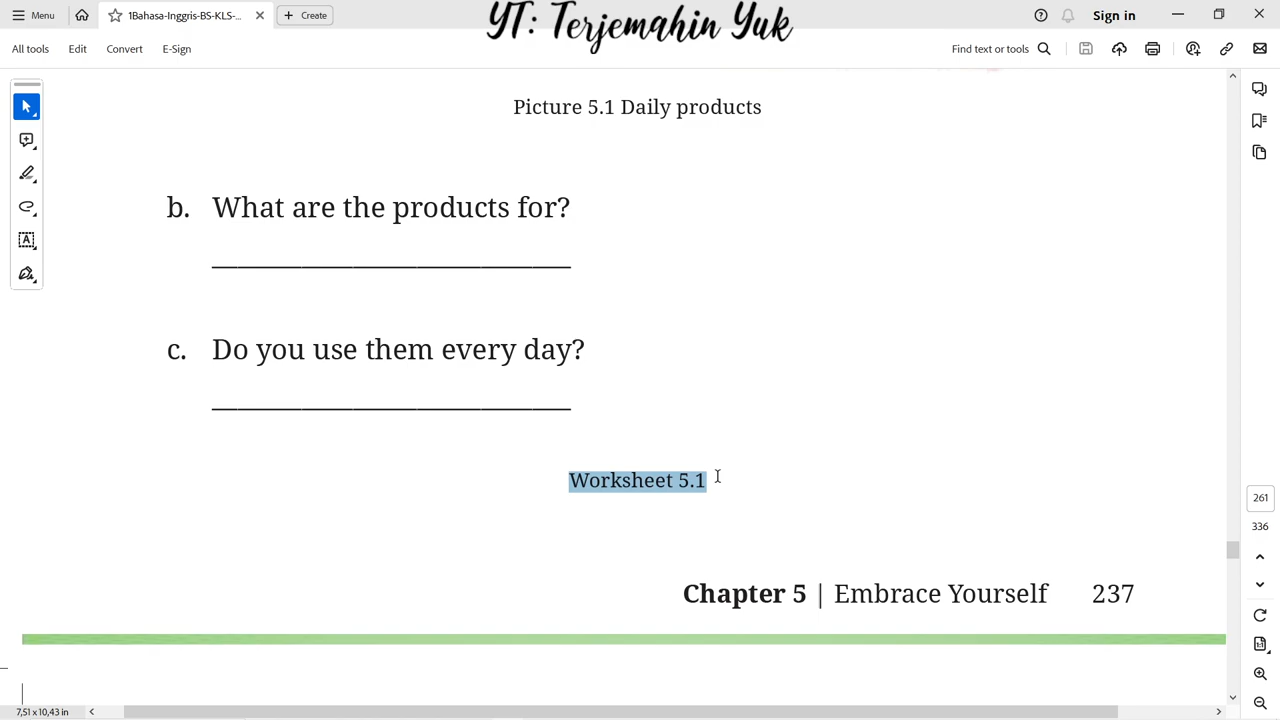 Menu
1Bahasa-Inggris-BS-KLS-...
Create
YT: Terjemahin Yuk
Sign in
All tools
Edit
Convert
E-Sign
Find text or tools
Picture 5.1 Daily products
b. What are the products for?
c. Do you use them every day?
Worksheet 5.1
261
336
Chapter 5 | Embrace Yourself 237
7,51 x 10,43 in